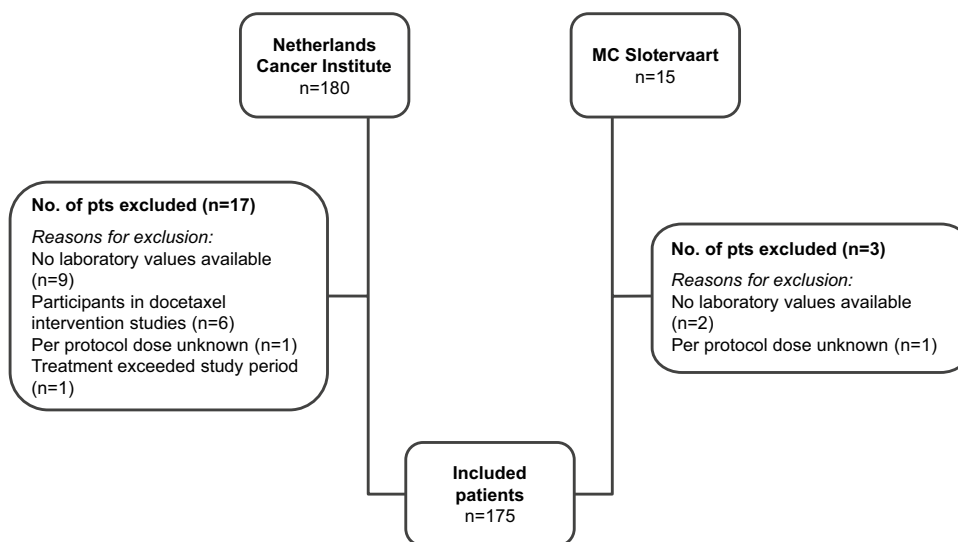 Netherlands
Cancer Institute
n=180
MC Slotervaart
n=15
No. of pts excluded (n=17)
Reasons for exclusion:
No laboratory values available
(n=9)
Participants in docetaxel
intervention studies (n=6)
Per protocol dose unknown (n=1)
Treatment exceeded study period
(n=1)
No. of pts excluded (n=3)
Reasons for exclusion:
No laboratory values available
(n=2)
Per protocol dose unknown (n=1)
Included
patients
n=175